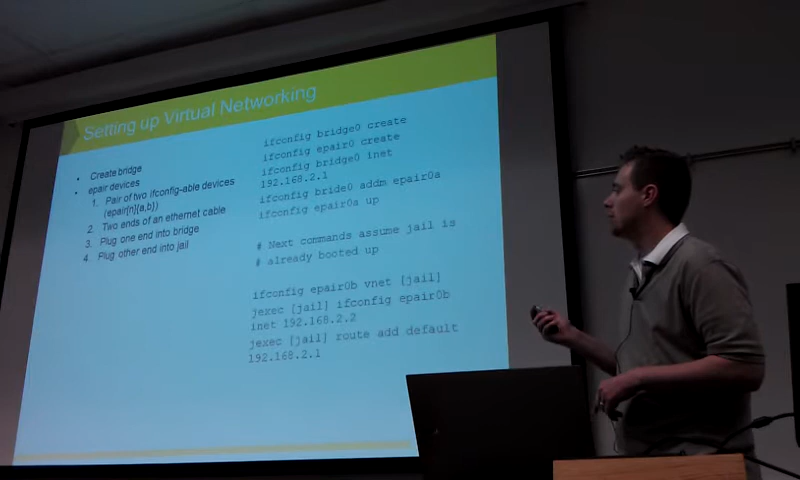 Setting up Virtual Networking
• Create bridge
• epair devices
1. Pair of two ifconfig-able devices
(epair[n]{a,b})
2. Two ends of an ethernet cable
3. Plug one end into bridge
4. Plug other end into jail
ifconfig bridge0 create
ifconfig epair0 create
ifconfig bridge0 inet
192.168.2.1
ifconfig bride0 addm epair0a
ifconfig epair0a up
# Next commands assume jail is
# already booted up
ifconfig epair0b vnet [jail]
jexec [jail] ifconfig epair0b
inet 192.168.2.2
jexec [jail] route add default
192.168.2.1